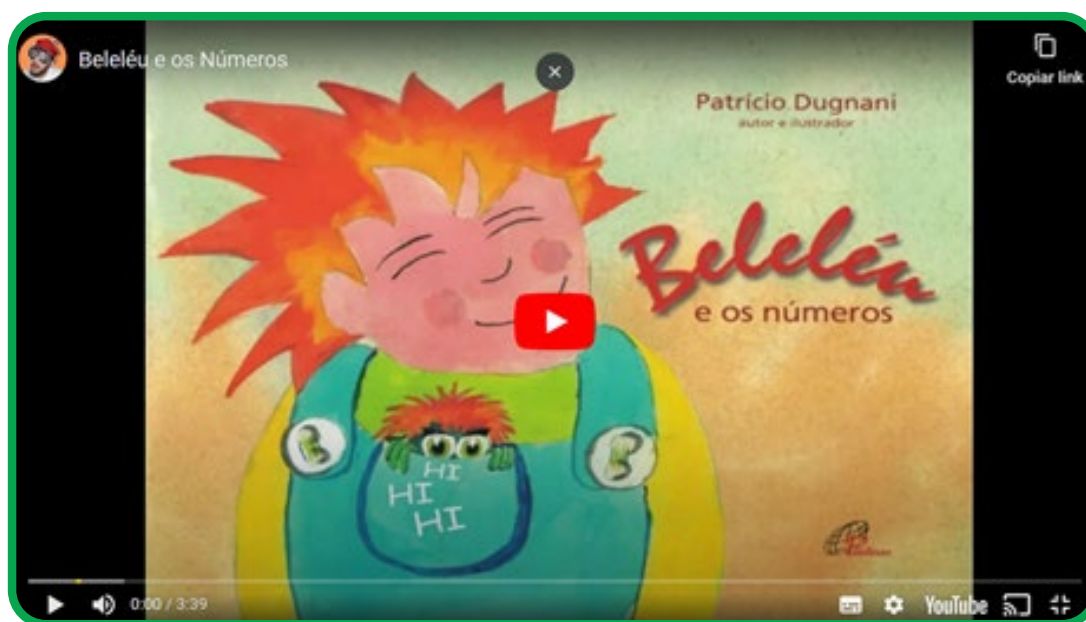 Beleléu e os Números
Copiar link
Patrício Dugnani
autor e ilustrador
Beleléu
e os números
HI
HI
HI
0:00 / 3:39
YouTube